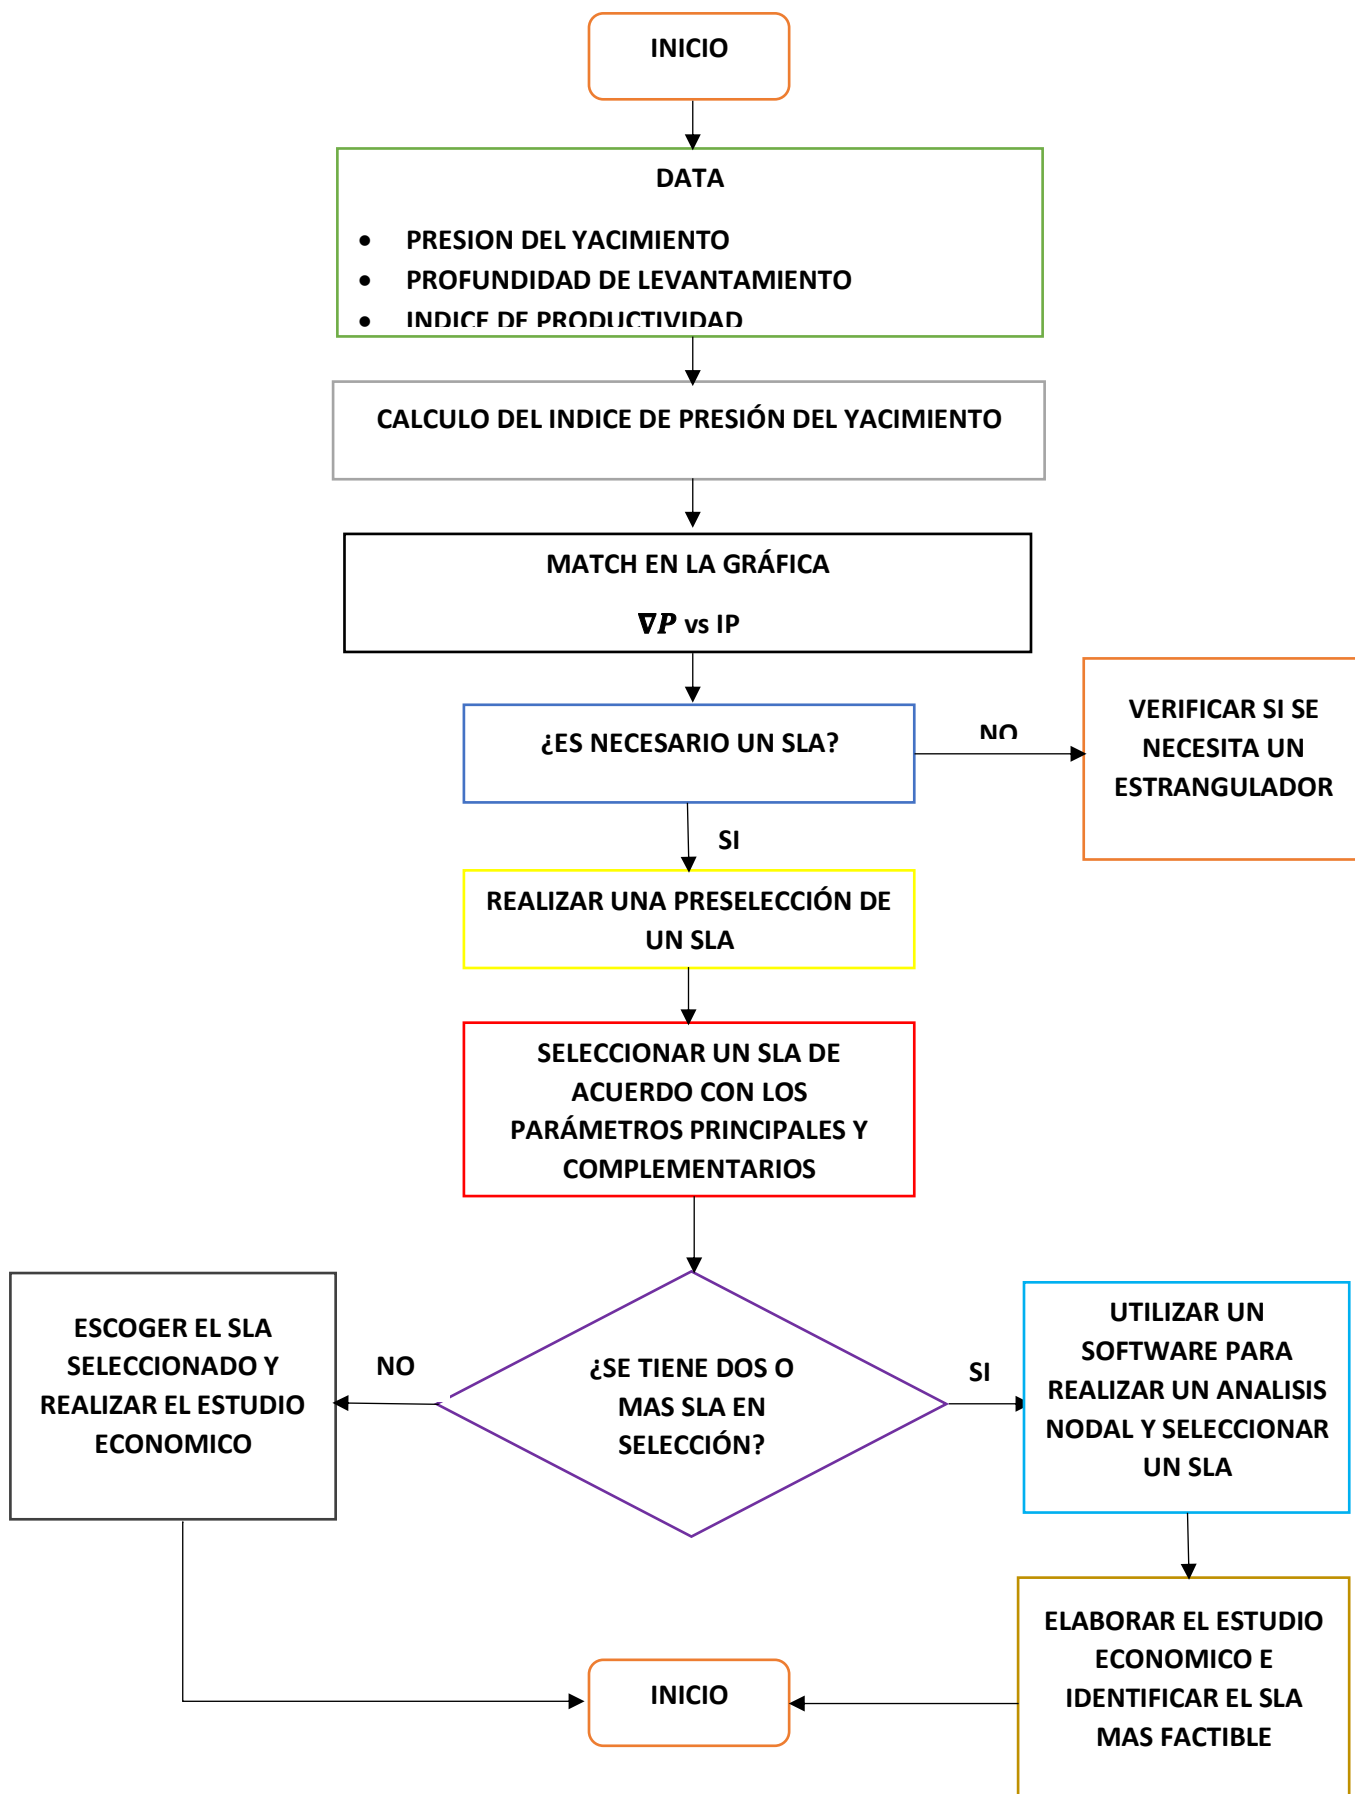 INICIO
DATA
• PRESION DEL YACIMIENTO
• PROFUNDIDAD DE LEVANTAMIENTO
• INDICE DE PRODUCTIVIDAD
CALCULO DEL INDICE DE PRESIÓN DEL YACIMIENTO
MATCH EN LA GRÁFICA
∇P vs IP
¿ES NECESARIO UN SLA?
NO
VERIFICAR SI SE
NECESITA UN
ESTRANGULADOR
SI
REALIZAR UNA PRESELECCIÓN DE
UN SLA
SELECCIONAR UN SLA DE
ACUERDO CON LOS
PARÁMETROS PRINCIPALES Y
COMPLEMENTARIOS
¿SE TIENE DOS O
MAS SLA EN
SELECCIÓN?
NO
ESCOGER EL SLA
SELECCIONADO Y
REALIZAR EL ESTUDIO
ECONOMICO
SI
UTILIZAR UN
SOFTWARE PARA
REALIZAR UN ANALISIS
NODAL Y SELECCIONAR
UN SLA
ELABORAR EL ESTUDIO
ECONOMICO E
IDENTIFICAR EL SLA
MAS FACTIBLE
INICIO